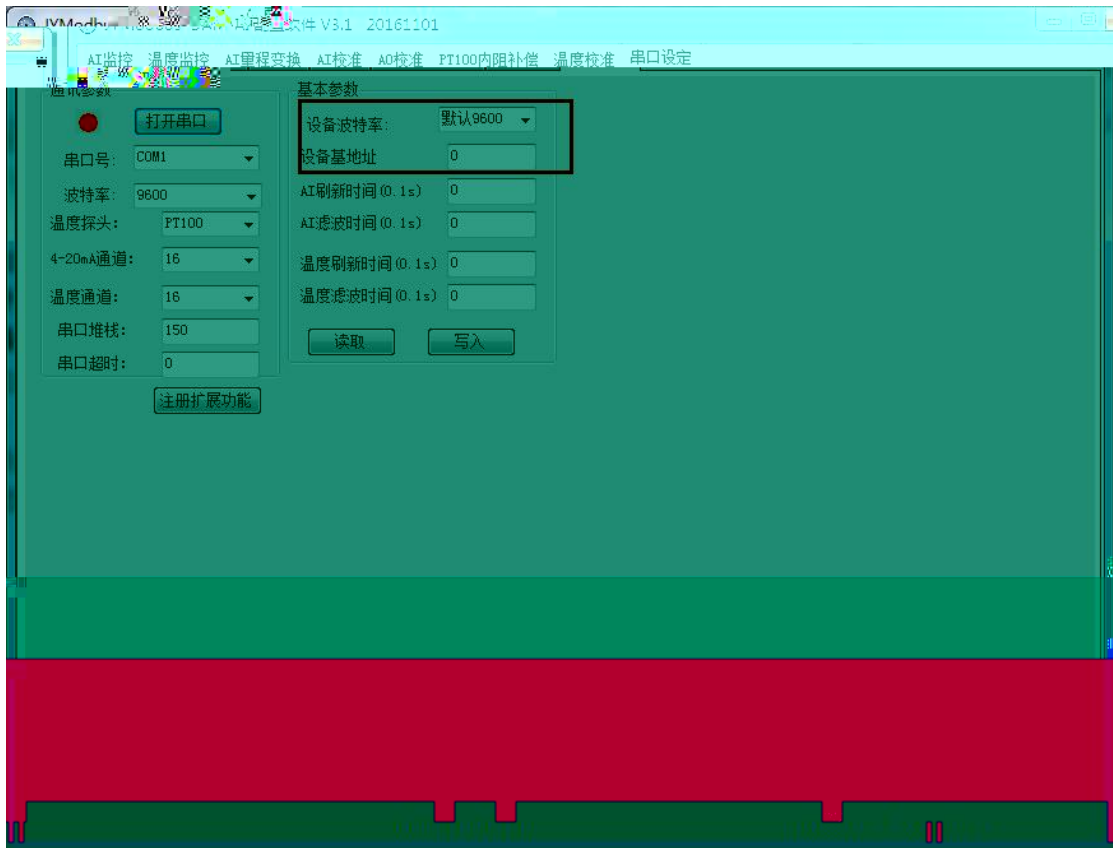 软件 V3.1 20161101
AI监控 温度监控 AI里程变换 AI校准 AO校准 PT100内阻补偿 温度校准 串口设定
通讯参数
打开串口
串口号: COM1
波特率: 9600
温度探头: PT100
4-20mA通道: 16
温度通道: 16
串口堆栈: 150
串口超时: 0
注册扩展功能
基本参数
设备波特率: 默认9600
设备基地址 0
AI刷新时间(0.1s) 0
AI滤波时间(0.1s) 0
温度刷新时间(0.1s) 0
温度滤波时间(0.1s) 0
读取 写入